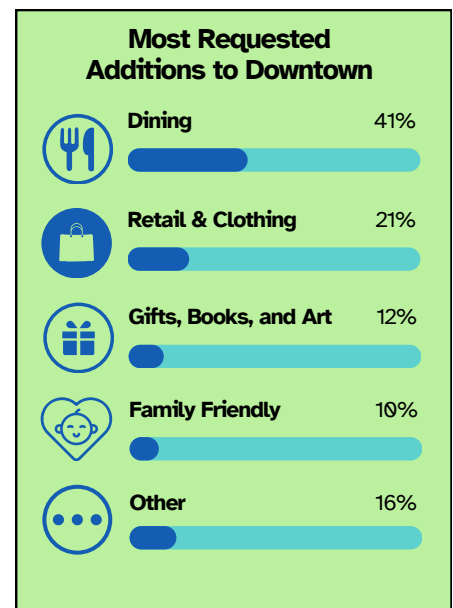 Most Requested
Additions to Downtown
Dining 41%
Retail & Clothing 21%
Gifts, Books, and Art 12%
Family Friendly 10%
Other 16%